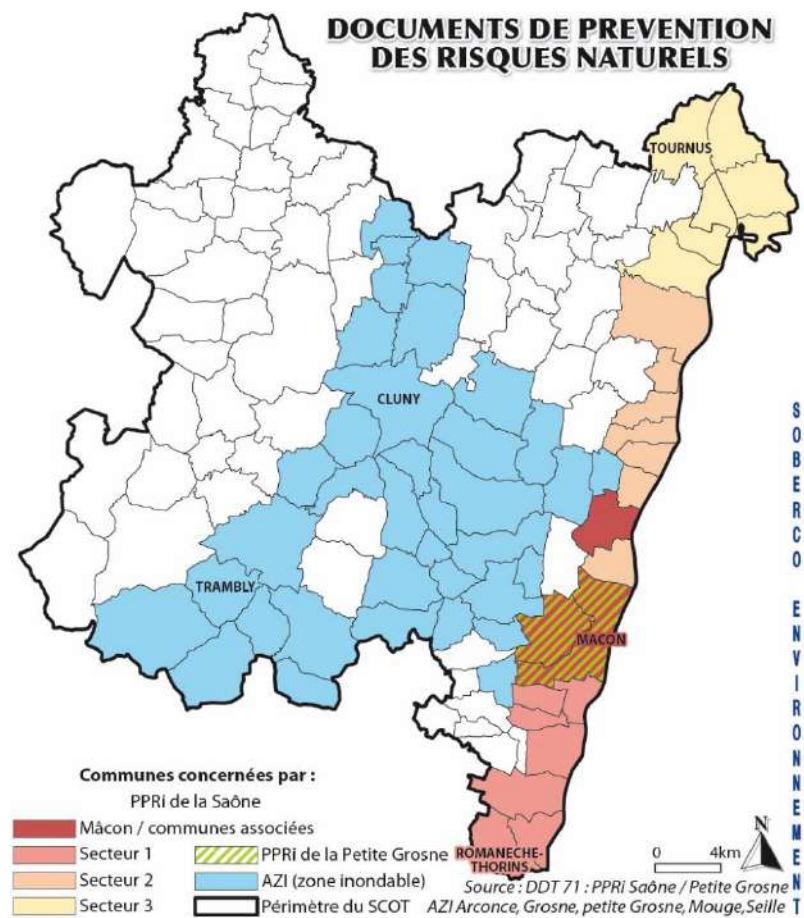 DOCUMENTS DE PREVENTION
DES RISQUES NATURELS
TOURNUS
CLUNY
TRAMBLY
MACON
ROMANECHE-
THORINS
SOBERCO ENVIRONNEMENT
Communes concernées par :
PPRi de la Saône
Mâcon / communes associées
Secteur 1
Secteur 2
Secteur 3
PPRi de la Petite Grosne
AZI (zone inondable)
Périmètre du SCOT
N
0 4km
Source : DDT 71 : PPRi Saône / Petite Grosne
AZI Arconce, Grosne, petite Grosne, Mouge,Seille